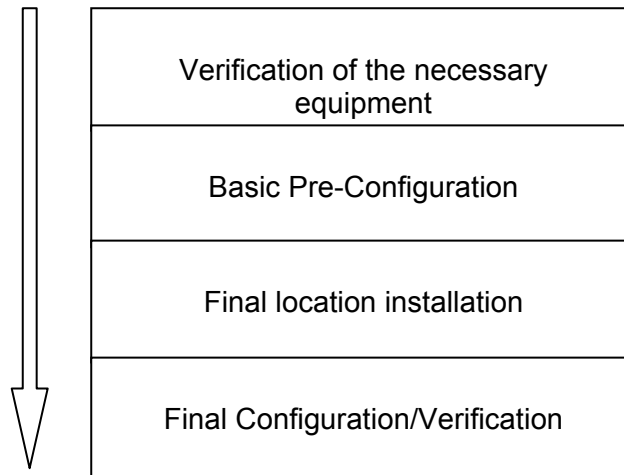 Verification of the necessary
equipment
Basic Pre-Configuration
Final location installation
Final Configuration/Verification